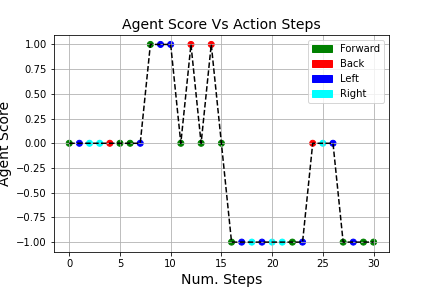 Agent Score Vs Action Steps
Agent Score
1.00
0.75
0.50
0.25
0.00
−0.25
−0.50
−0.75
−1.00
Forward
Back
Left
Right
0 5 10 15 20 25 30
Num. Steps